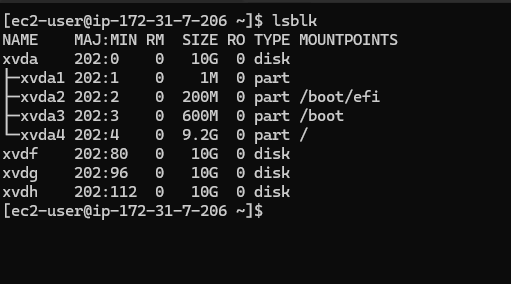 [ec2-user@ip-172-31-7-206 ~]$ lsblk
NAME    MAJ:MIN RM  SIZE RO TYPE MOUNTPOINTS
xvda    202:0    0   10G  0 disk
├─xvda1 202:1    0    1M  0 part
├─xvda2 202:2    0  200M  0 part /boot/efi
├─xvda3 202:3    0  600M  0 part /boot
└─xvda4 202:4    0  9.2G  0 part /
xvdf    202:80   0   10G  0 disk
xvdg    202:96   0   10G  0 disk
xvdh    202:112  0   10G  0 disk
[ec2-user@ip-172-31-7-206 ~]$